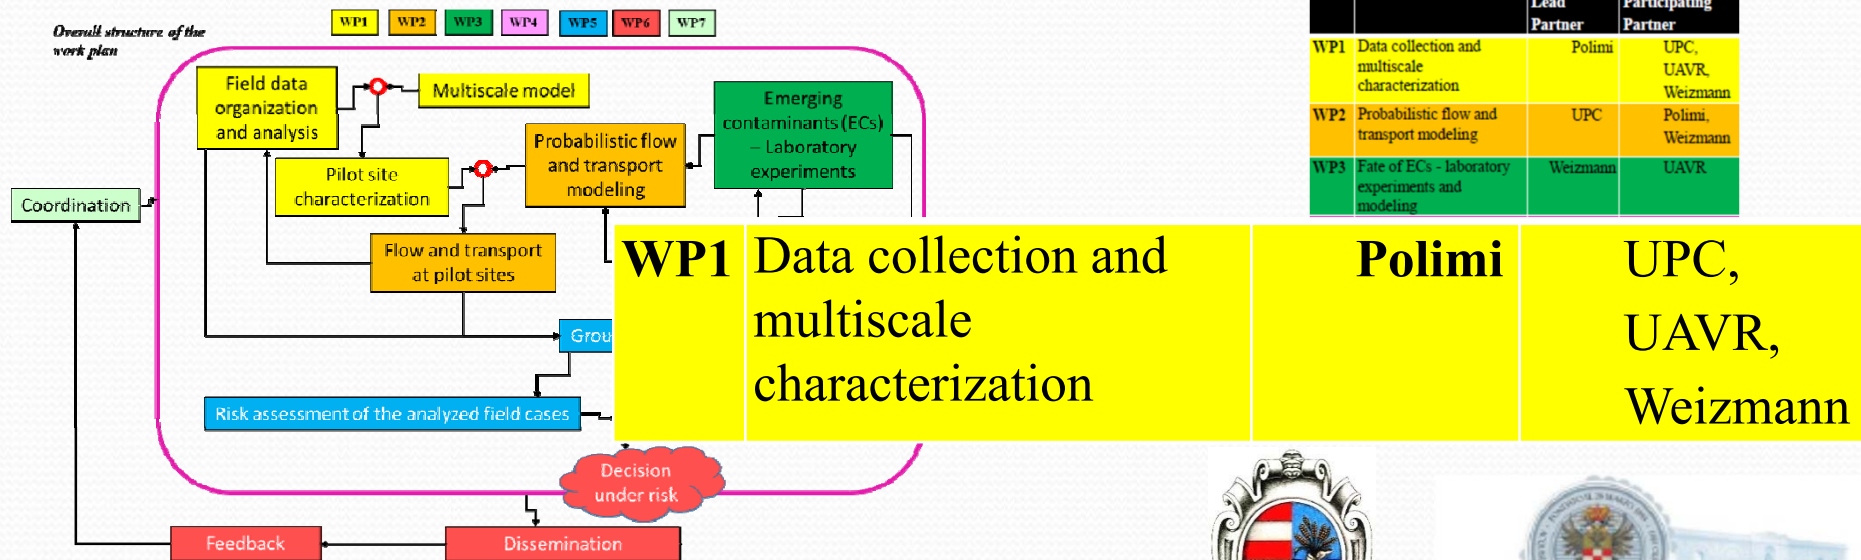 Overall structure of the
work plan
WP1 WP2 WP3 WP4 WP5 WP6 WP7
Field data
organization
and analysis
Multiscale model
Emerging
contaminants (ECs)
– Laboratory
experiments
Probabilistic flow
and transport
modeling
Pilot site
characterization
Coordination
Flow and transport
at pilot sites
Grou
Risk assessment of the analyzed field cases
Decision
under risk
Feedback
Dissemination
Lead
Partner
Participating
Partner
WP1 Data collection and
multiscale
characterization
Polimi
UPC,
UAVR,
Weizmann
WP2 Probabilistic flow and
transport modeling
UPC
Polimi,
Weizmann
WP3 Fate of ECs - laboratory
experiments and
modeling
Weizmann
UAVR
WP1 Data collection and
multiscale
characterization
Polimi
UPC,
UAVR,
Weizmann